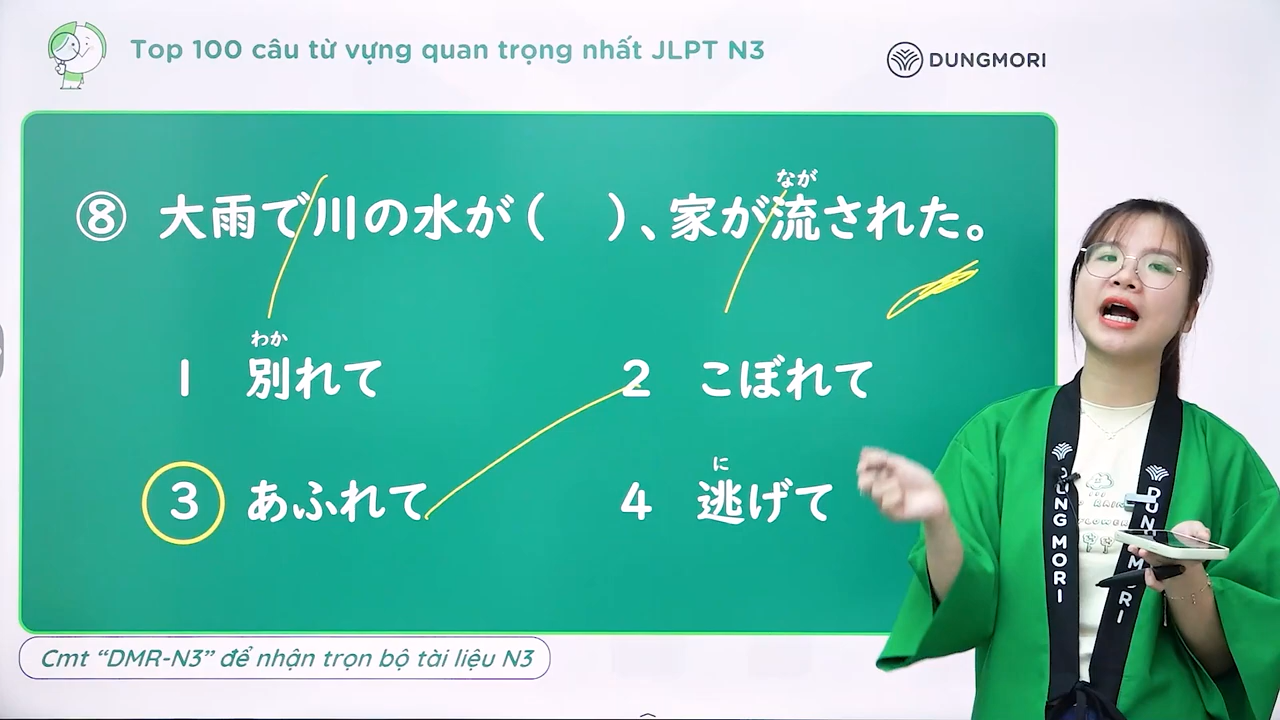 Top 100 câu từ vựng quan trọng nhất JLPT N3
DUNGMORI
なが
⑧ 大雨で川の水が( )、家が流された。
わか
1 別れて
2 こぼれて
に
3 あふれて
4 逃げて
DUNG MORI
Cmt “DMR-N3” để nhận trọn bộ tài liệu N3